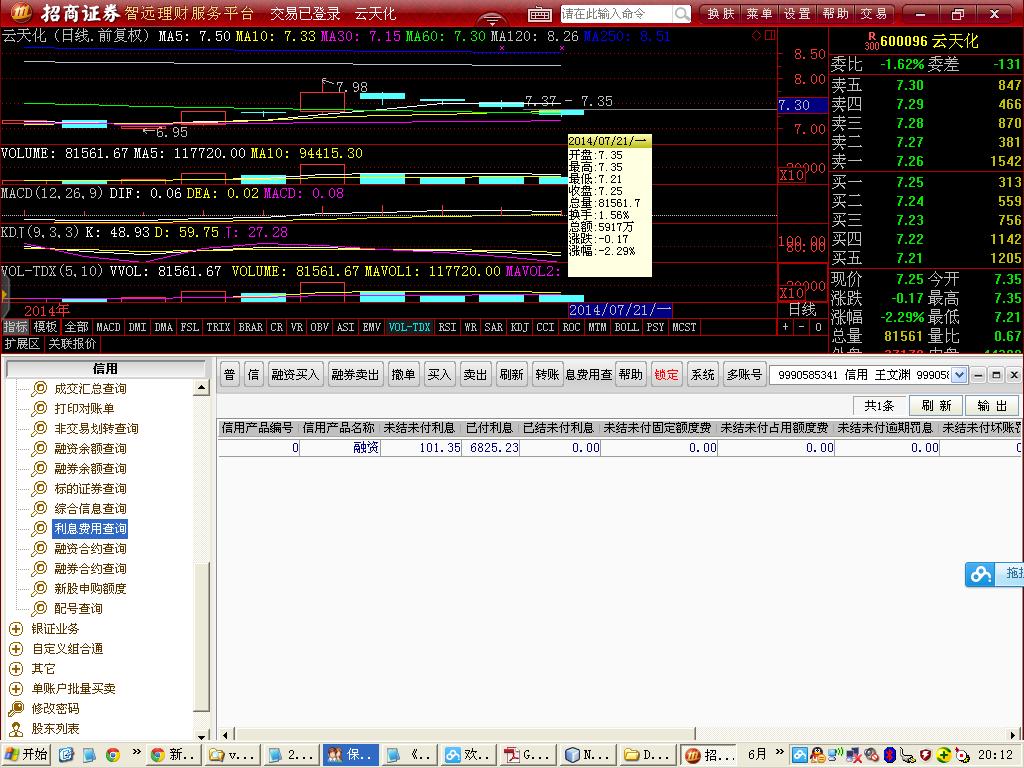 招商证券 智远理财服务平台 交易已登录 云天化 请在此输入命令 换肤 菜单 设置 帮助 交易
云天化(日线.前复权) MA5: 7.50 MA10: 7.33 MA30: 7.15 MA60: 7.30 MA120: 8.26 MA250: 8.51
R 300 600096 云天化
委比 -1.62% 委差 -131
8.50
8.00
7.30
7.00
7.98
7.37 - 7.35
6.95
卖五 7.30 847
卖四 7.29 466
卖三 7.28 870
卖二 7.27 381
卖一 7.26 1542
买一 7.25 313
买二 7.24 559
买三 7.23 756
买四 7.22 1142
买五 7.21 1205
现价 7.25 今开 7.35
涨跌 -0.17 最高 7.35
涨幅 -2.29% 最低 7.21
总量 81561 量比 0.67
VOLUME: 81561.67 MA5: 117720.00 MA10: 94415.30
X10
MACD(12,26,9) DIF: 0.06 DEA: 0.02 MACD: 0.08
KDJ(9,3,3) K: 48.93 D: 59.75 J: 27.28
100.00
VOL-TDX(5,10) VVOL: 81561.67 VOLUME: 81561.67 MAVOL1: 117720.00 MAVOL2:
X10
2014/07/21/一
开盘:7.35
最高:7.35
最低:7.21
收盘:7.25
总量:81561.7
换手:1.56%
总额:5917万
涨跌:-0.17
涨幅:-2.29%
2014年 2014/07/21/一 日线
指标 模板 全部 MACD DMI DMA FSL TRIX BRAR CR VR OBV ASI EMV VOL-TDX RSI WR SAR KDJ CCI ROC MTM BOLL PSY MCST + - 0
扩展区 关联报价
信用
成交汇总查询
打印对账单
非交易划转查询
融资余额查询
融券余额查询
标的证券查询
综合信息查询
利息费用查询
融资合约查询
融券合约查询
新股申购额度
配号查询
银证业务
自定义组合通
其它
单账户批量买卖
修改密码
股东列表
普 信 融资买入 融券卖出 撤单 买入 卖出 刷新 转账 息费用查 帮助 锁定 系统 多账号 9990585341 信用 王文渊 99905
共1条 刷 新 输 出
信用产品编号 信用产品名称 未结未付利息 已付利息 已结未付利息 未结未付固定额度费 未结未付占用额度费 未结未付逾期罚息 未结未付坏账
0 融资 101.35 6825.23 0.00 0.00 0.00 0.00
拖
开始 » 新.. v... 2... 保.. 《.. 欢.. G... N... D... 招... 6月 » 20:12